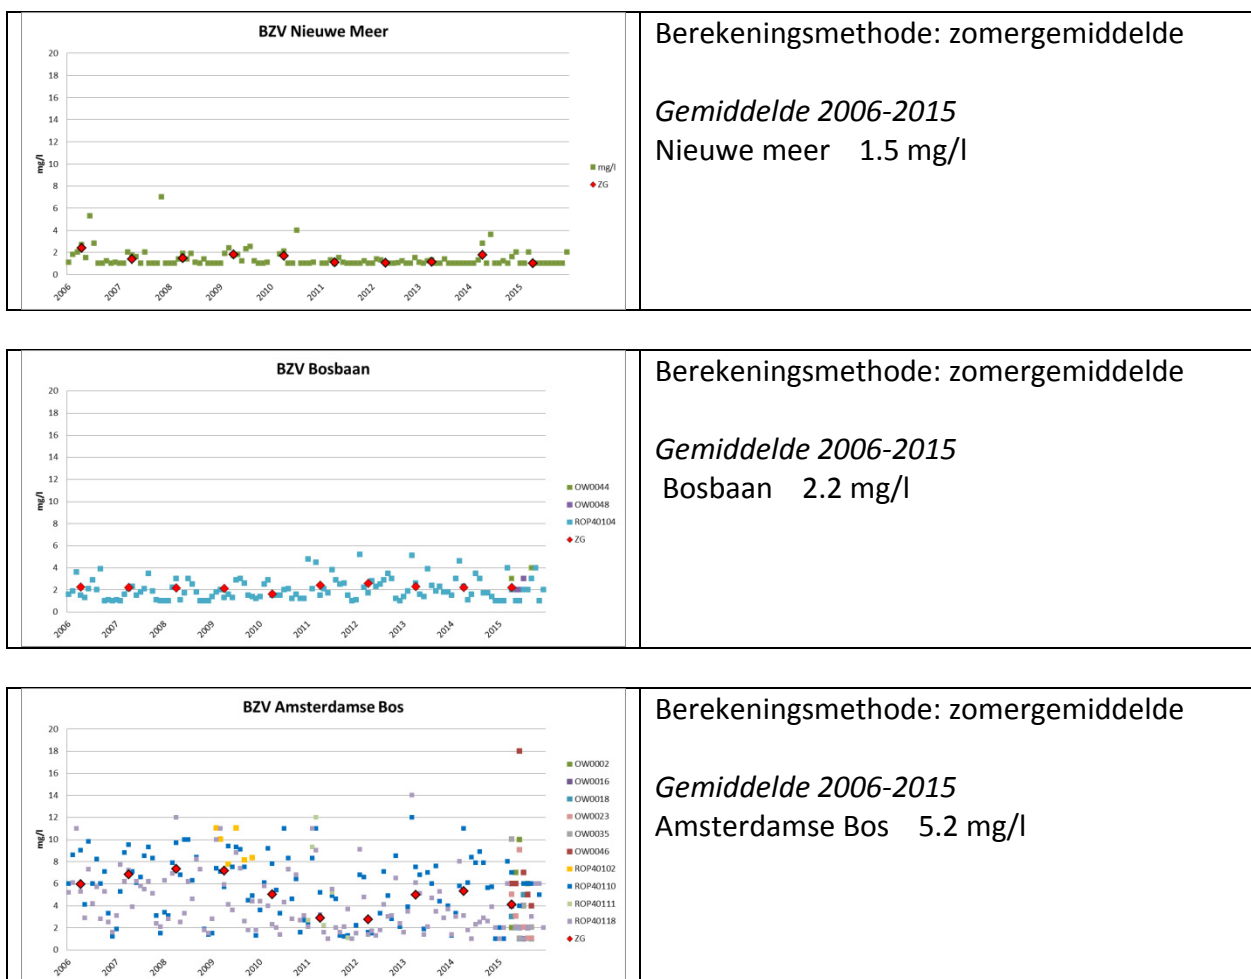 BZV Nieuwe Meer
20
18
16
14
12
10
8
6
4
2
0
mg/l
2006 2007 2008 2009 2010 2011 2012 2013 2014 2015
mg/l
ZG
Berekeningsmethode: zomergemiddelde
Gemiddelde 2006-2015
Nieuwe meer 1.5 mg/l
BZV Bosbaan
20
18
16
14
12
10
8
6
4
2
0
mg/l
2006 2007 2008 2009 2010 2011 2012 2013 2014 2015
OW0044
OW0048
ROP40104
ZG
Berekeningsmethode: zomergemiddelde
Gemiddelde 2006-2015
Bosbaan 2.2 mg/l
BZV Amsterdamse Bos
20
18
16
14
12
10
8
6
4
2
0
mg/l
2006 2007 2008 2009 2010 2011 2012 2013 2014 2015
OW0002
OW0016
OW0018
OW0023
OW0035
OW0046
ROP40102
ROP40110
ROP40111
ROP40118
ZG
Berekeningsmethode: zomergemiddelde
Gemiddelde 2006-2015
Amsterdamse Bos 5.2 mg/l